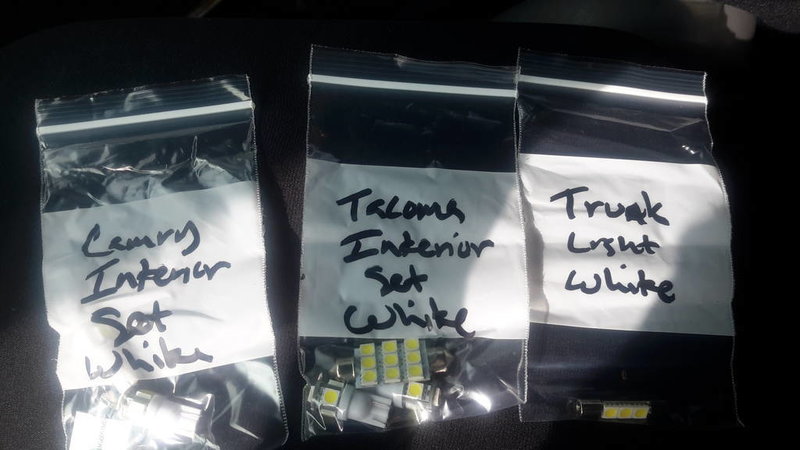 Camry
Interior
Set
White
Tacoma
Interior
Set
White
Trunk
Light
White